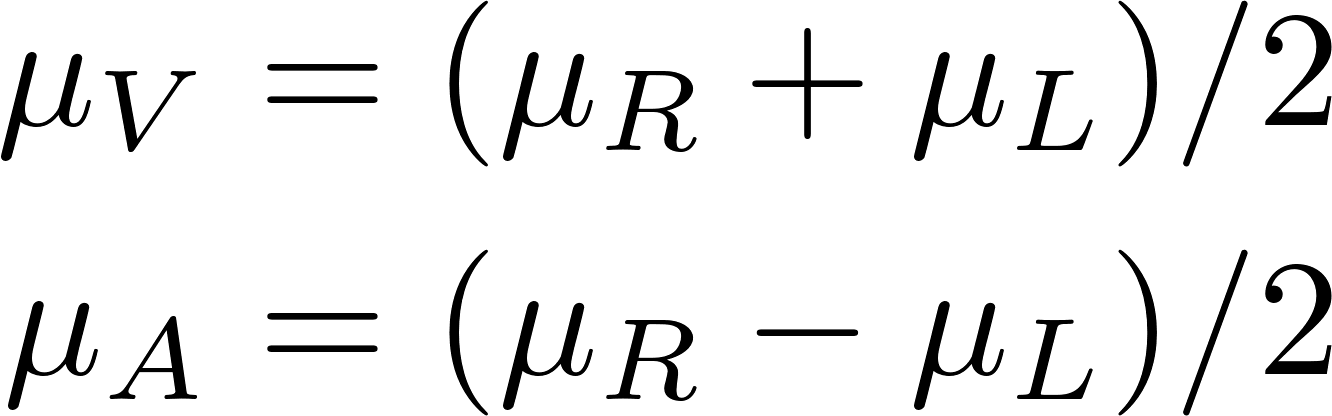 μ_V = (μ_R + μ_L)/2
μ_A = (μ_R − μ_L)/2